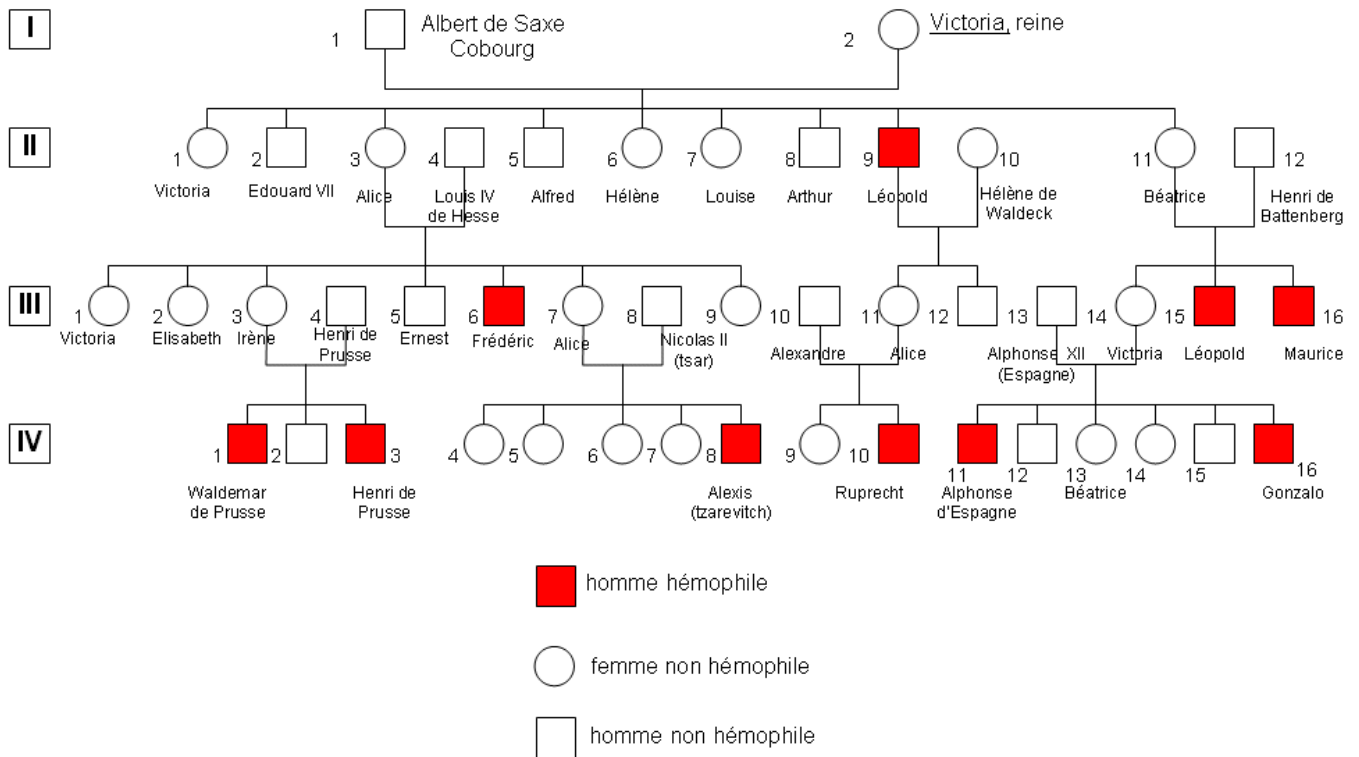 I
1
Albert de Saxe
Cobourg
2
Victoria, reine
II
1
2
3
4
5
6
7
8
9
10
11
12
Victoria
Edouard VII
Alice
Louis IV
de Hesse
Alfred
Hélène
Louise
Arthur
Léopold
Hélène de
Waldeck
Béatrice
Henri de
Battenberg
III
1
2
3
4
5
6
7
8
9
10
11
12
13
14
15
16
Victoria
Elisabeth
Irène
Henri de
Prusse
Ernest
Frédéric
Alice
Nicolas II
(tsar)
Alexandre
Alice
Alphonse XII
(Espagne)
Victoria
Léopold
Maurice
IV
1
2
3
4
5
6
7
8
9
10
11
12
13
14
15
16
Waldemar
de Prusse
Henri de
Prusse
Alexis
(tzarevitch)
Ruprecht
Alphonse
d'Espagne
Béatrice
Gonzalo
homme hémophile
femme non hémophile
homme non hémophile